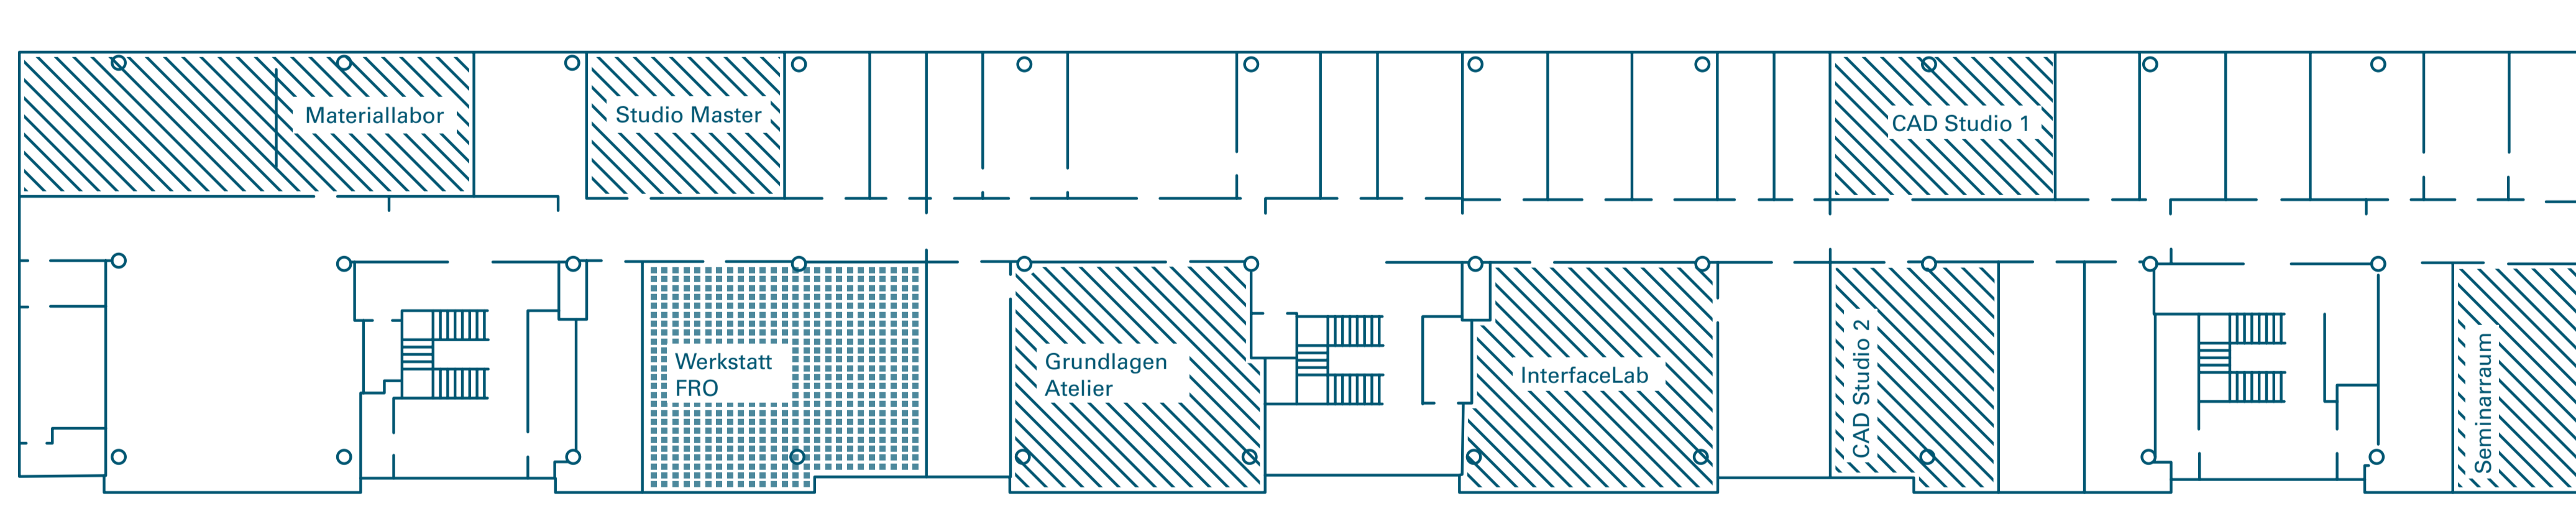 Materiallabor
Studio Master
CAD Studio 1
Werkstatt
FRO
Grundlagen
Atelier
InterfaceLab
CAD Studio 2
Seminarraum